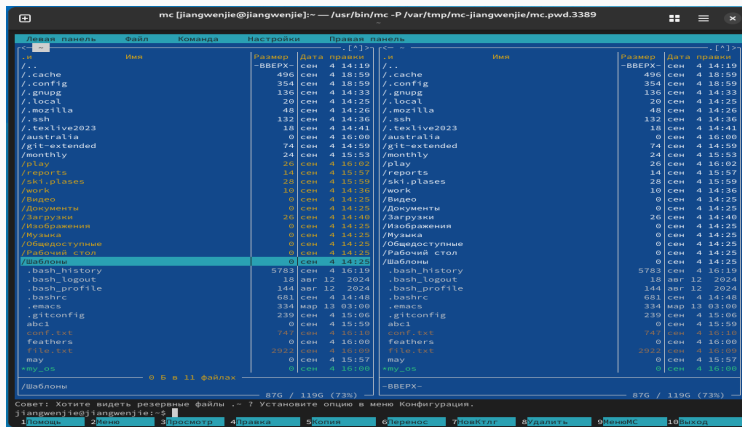 mc [jiangwenjie@jiangwenjie]:~ — /usr/bin/mc -P /var/tmp/mc-jiangwenjie/mc.pwd.3389
~
Левая панель Файл Команда Настройки Правая панель
<- ~ .[^]> <- ~ .[^]>
.и Имя Размер Дата правки .и Имя Размер Дата правки
/.. -ВВЕРХ- сен 4 14:19 /.. -ВВЕРХ- сен 4 14:19
/.cache 496 сен 4 18:59 /.cache 496 сен 4 18:59
/.config 354 сен 4 18:59 /.config 354 сен 4 18:59
/.gnupg 136 сен 4 14:33 /.gnupg 136 сен 4 14:33
/.local 20 сен 4 14:25 /.local 20 сен 4 14:25
/.mozilla 48 сен 4 14:26 /.mozilla 48 сен 4 14:26
/.ssh 132 сен 4 14:36 /.ssh 132 сен 4 14:36
/.texlive2023 18 сен 4 14:41 /.texlive2023 18 сен 4 14:41
/australia 0 сен 4 16:00 /australia 0 сен 4 16:00
/git-extended 74 сен 4 14:59 /git-extended 74 сен 4 14:59
/monthly 24 сен 4 15:53 /monthly 24 сен 4 15:53
/play 26 сен 4 16:02 /play 26 сен 4 16:02
/reports 14 сен 4 15:57 /reports 14 сен 4 15:57
/ski.plases 28 сен 4 15:59 /ski.plases 28 сен 4 15:59
/work 10 сен 4 14:36 /work 10 сен 4 14:36
/Видео 0 сен 4 14:25 /Видео 0 сен 4 14:25
/Документы 0 сен 4 14:25 /Документы 0 сен 4 14:25
/Загрузки 26 сен 4 14:40 /Загрузки 26 сен 4 14:40
/Изображения 0 сен 4 14:25 /Изображения 0 сен 4 14:25
/Музыка 0 сен 4 14:25 /Музыка 0 сен 4 14:25
/Общедоступные 0 сен 4 14:25 /Общедоступные 0 сен 4 14:25
/Рабочий стол 0 сен 4 14:25 /Рабочий стол 0 сен 4 14:25
/Шаблоны 0 сен 4 14:25 /Шаблоны 0 сен 4 14:25
.bash_history 5783 сен 4 16:19 .bash_history 5783 сен 4 16:19
.bash_logout 18 авг 12 2024 .bash_logout 18 авг 12 2024
.bash_profile 144 авг 12 2024 .bash_profile 144 авг 12 2024
.bashrc 681 сен 4 14:48 .bashrc 681 сен 4 14:48
.emacs 334 мар 13 03:00 .emacs 334 мар 13 03:00
.gitconfig 239 сен 4 15:06 .gitconfig 239 сен 4 15:06
abc1 0 сен 4 15:59 abc1 0 сен 4 15:59
conf.txt 747 сен 4 16:10 conf.txt 747 сен 4 16:10
feathers 0 сен 4 16:00 feathers 0 сен 4 16:00
file.txt 2922 сен 4 16:09 file.txt 2922 сен 4 16:09
may 0 сен 4 15:57 may 0 сен 4 15:57
*my_os 0 сен 4 16:00 *my_os 0 сен 4 16:00
0 Б в 11 файлах
/Шаблоны -ВВЕРХ-
87G / 119G (73%) 87G / 119G (73%)
Совет: Хотите видеть резервные файлы .~ ? Установите опцию в меню Конфигурация.
jiangwenjie@jiangwenjie:~$
1Помощь 2Меню 3Просмотр 4Правка 5Копия 6Перенос 7НовКтлг 8Удалить 9МенюМС 10Выход